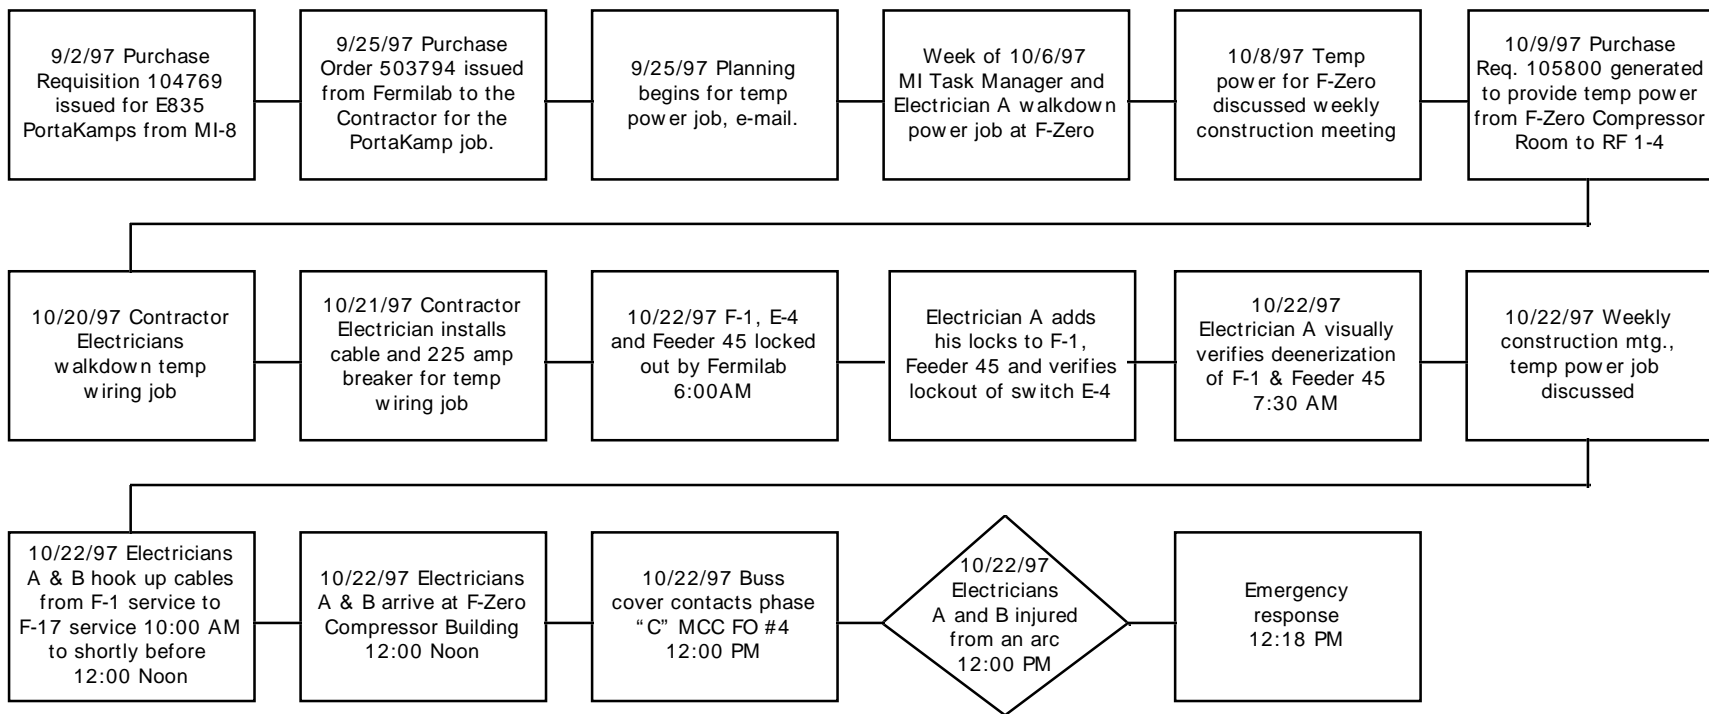 9/2/97 Purchase
Requisition 104769
issued for E835
PortaKamps from MI-8
9/25/97 Purchase
Order 503794 issued
from Fermilab to the
Contractor for the
PortaKamp job.
9/25/97 Planning
begins for temp
power job, e-mail.
Week of 10/6/97
MI Task Manager and
Electrician A walkdown
power job at F-Zero
10/8/97 Temp
power for F-Zero
discussed weekly
construction meeting
10/9/97 Purchase
Req. 105800 generated
to provide temp power
from F-Zero Compressor
Room to RF 1-4
10/20/97 Contractor
Electricians
walkdown temp
wiring job
10/21/97 Contractor
Electrician installs
cable and 225 amp
breaker for temp
wiring job
10/22/97 F-1, E-4
and Feeder 45 locked
out by Fermilab
6:00AM
Electrician A adds
his locks to F-1,
Feeder 45 and verifies
lockout of switch E-4
10/22/97
Electrician A visually
verifies deenerization
of F-1 & Feeder 45
7:30 AM
10/22/97 Weekly
construction mtg.,
temp power job
discussed
10/22/97 Electricians
A & B hook up cables
from F-1 service to
F-17 service 10:00 AM
to shortly before
12:00 Noon
10/22/97 Electricians
A & B arrive at F-Zero
Compressor Building
12:00 Noon
10/22/97 Buss
cover contacts phase
“C” MCC FO #4
12:00 PM
10/22/97
Electricians
A and B injured
from an arc
12:00 PM
Emergency
response
12:18 PM